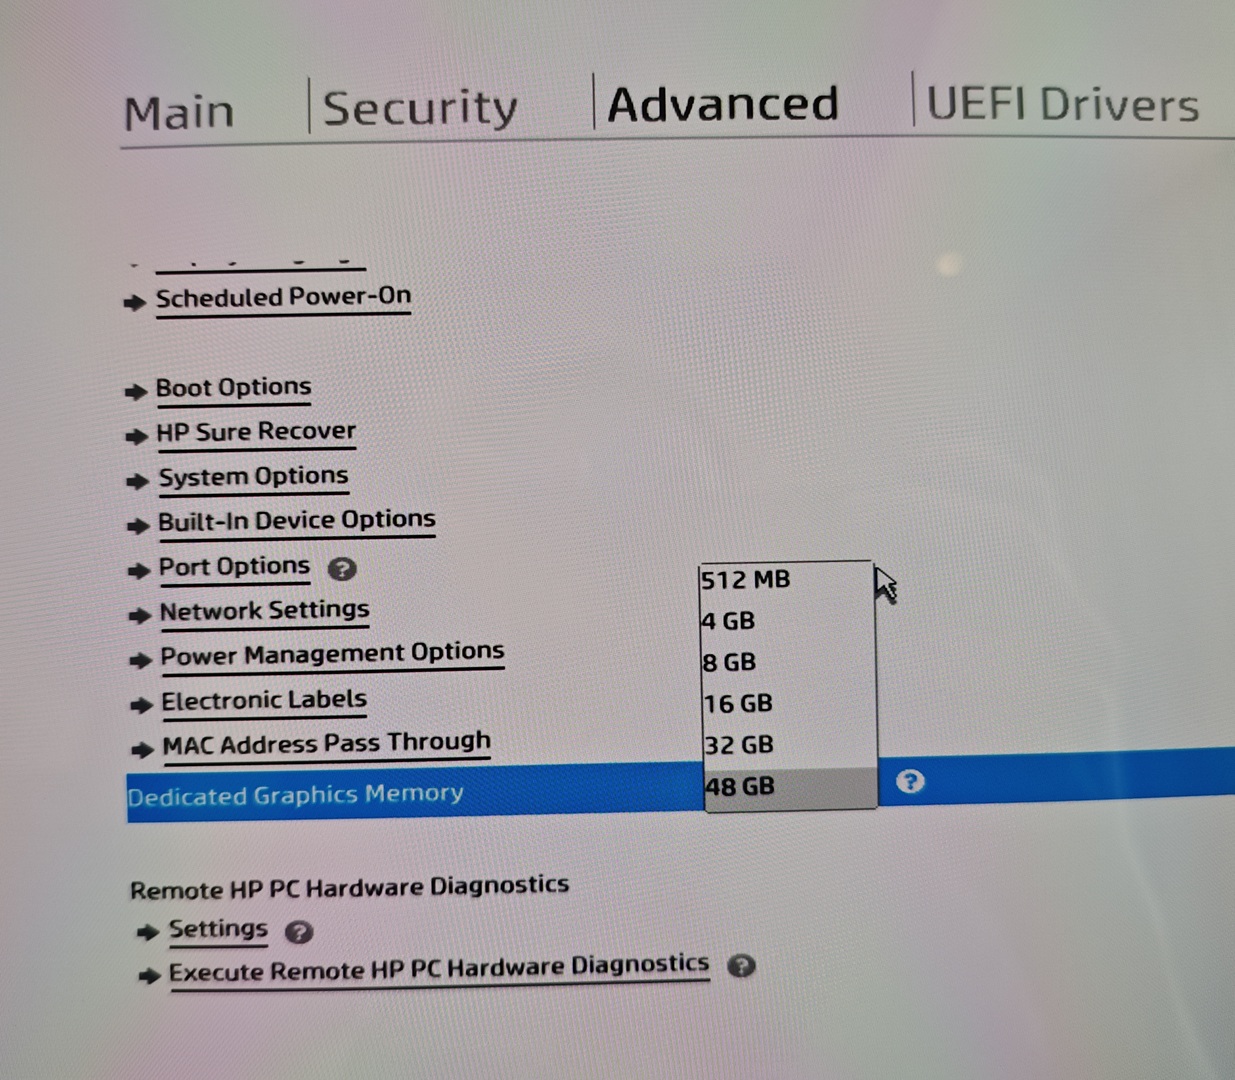 Main
Security
Advanced
UEFI Drivers
Scheduled Power-On
Boot Options
HP Sure Recover
System Options
Built-In Device Options
Port Options ?
Network Settings
Power Management Options
Electronic Labels
MAC Address Pass Through
Dedicated Graphics Memory
512 MB
4 GB
8 GB
16 GB
32 GB
48 GB
?
Remote HP PC Hardware Diagnostics
Settings ?
Execute Remote HP PC Hardware Diagnostics ?